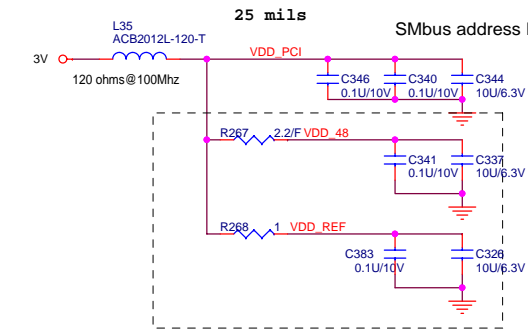 25 mils
L35
ACB2012L-120-T
SMbus address
3V
VDD_PCI
120 ohms@100Mhz
C346
0.1U/10V
C340
0.1U/10V
C344
10U/6.3V
R267
2.2/F
VDD_48
C341
0.1U/10V
C337
10U/6.3V
R268
1
VDD_REF
C383
0.1U/10V
10U/6.3V